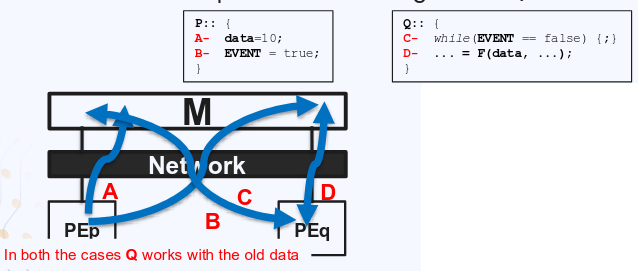 P:: {
A- data=10;
B- EVENT = true;
}
Q:: {
C- while(EVENT == false) {;}
D- ... = F(data, ...);
}
M
Network
A
D
C
B
PEp
PEq
In both the cases Q works with the old data